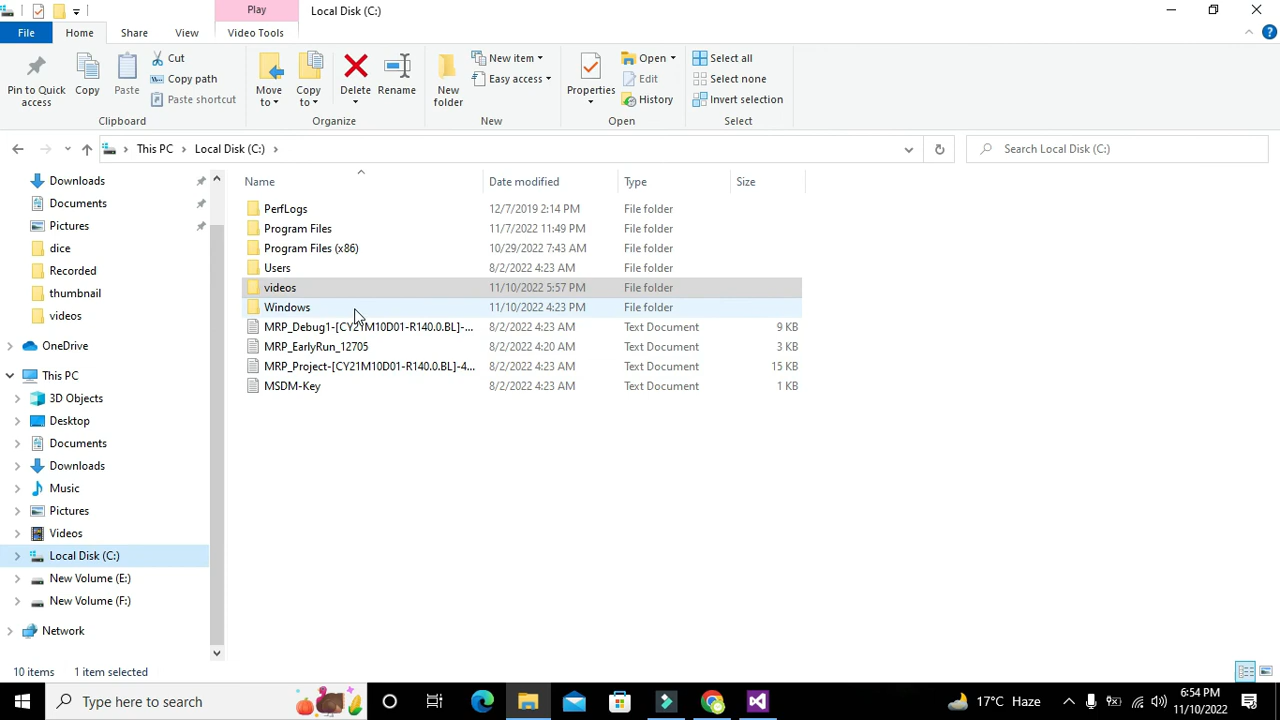 Play
Local Disk (C:)
File
Home
Share
View
Video Tools
Pin to Quick access
Copy
Paste
Cut
Copy path
Paste shortcut
Clipboard
Move to
Copy to
Delete
Rename
Organize
New folder
New item
Easy access
New
Properties
Open
Edit
History
Open
Select all
Select none
Invert selection
Select
This PC
Local Disk (C:)
Search Local Disk (C:)
Downloads
Documents
Pictures
dice
Recorded
thumbnail
videos
OneDrive
This PC
3D Objects
Desktop
Documents
Downloads
Music
Pictures
Videos
Local Disk (C:)
New Volume (E:)
New Volume (F:)
Network
Name Date modified Type Size
PerfLogs 12/7/2019 2:14 PM File folder
Program Files 11/7/2022 11:49 PM File folder
Program Files (x86) 10/29/2022 7:43 AM File folder
Users 8/2/2022 4:23 AM File folder
videos 11/10/2022 5:57 PM File folder
Windows 11/10/2022 4:23 PM File folder
MRP_Debug1-[CY21M10D01-R140.0.BL]-... 8/2/2022 4:23 AM Text Document 9 KB
MRP_EarlyRun_12705 8/2/2022 4:20 AM Text Document 3 KB
MRP_Project-[CY21M10D01-R140.0.BL]-4... 8/2/2022 4:23 AM Text Document 15 KB
MSDM-Key 8/2/2022 4:23 AM Text Document 1 KB
10 items 1 item selected
Type here to search
17°C Haze
6:54 PM
11/10/2022